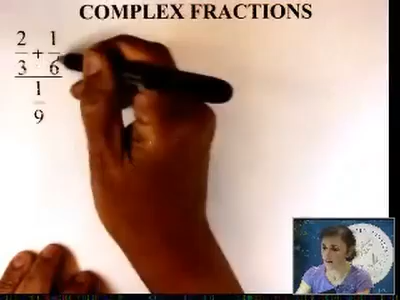 COMPLEX FRACTIONS
2/3 + 1/6
1/9